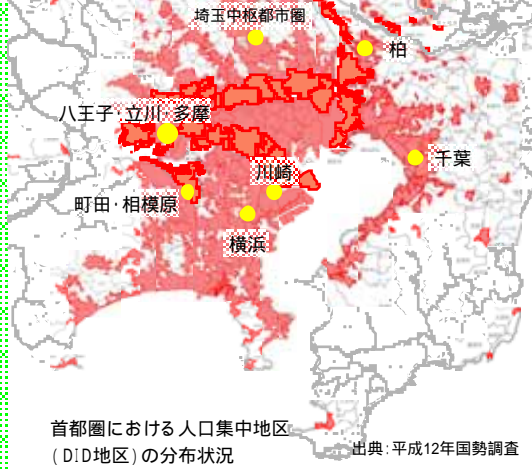 埼玉中枢都市圏
柏
八王子・立川・多摩
千葉
川崎
町田・相模原
横浜
首都圏における人口集中地区
(DID地区)の分布状況
出典:平成12年国勢調査